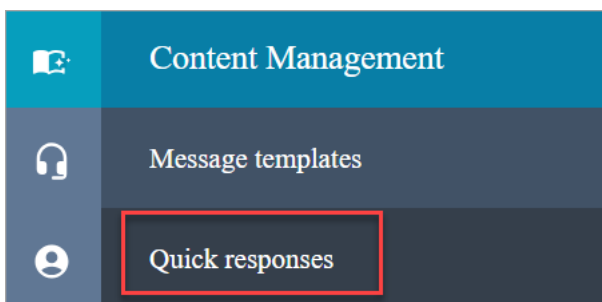 Content Management
Message templates
Quick responses